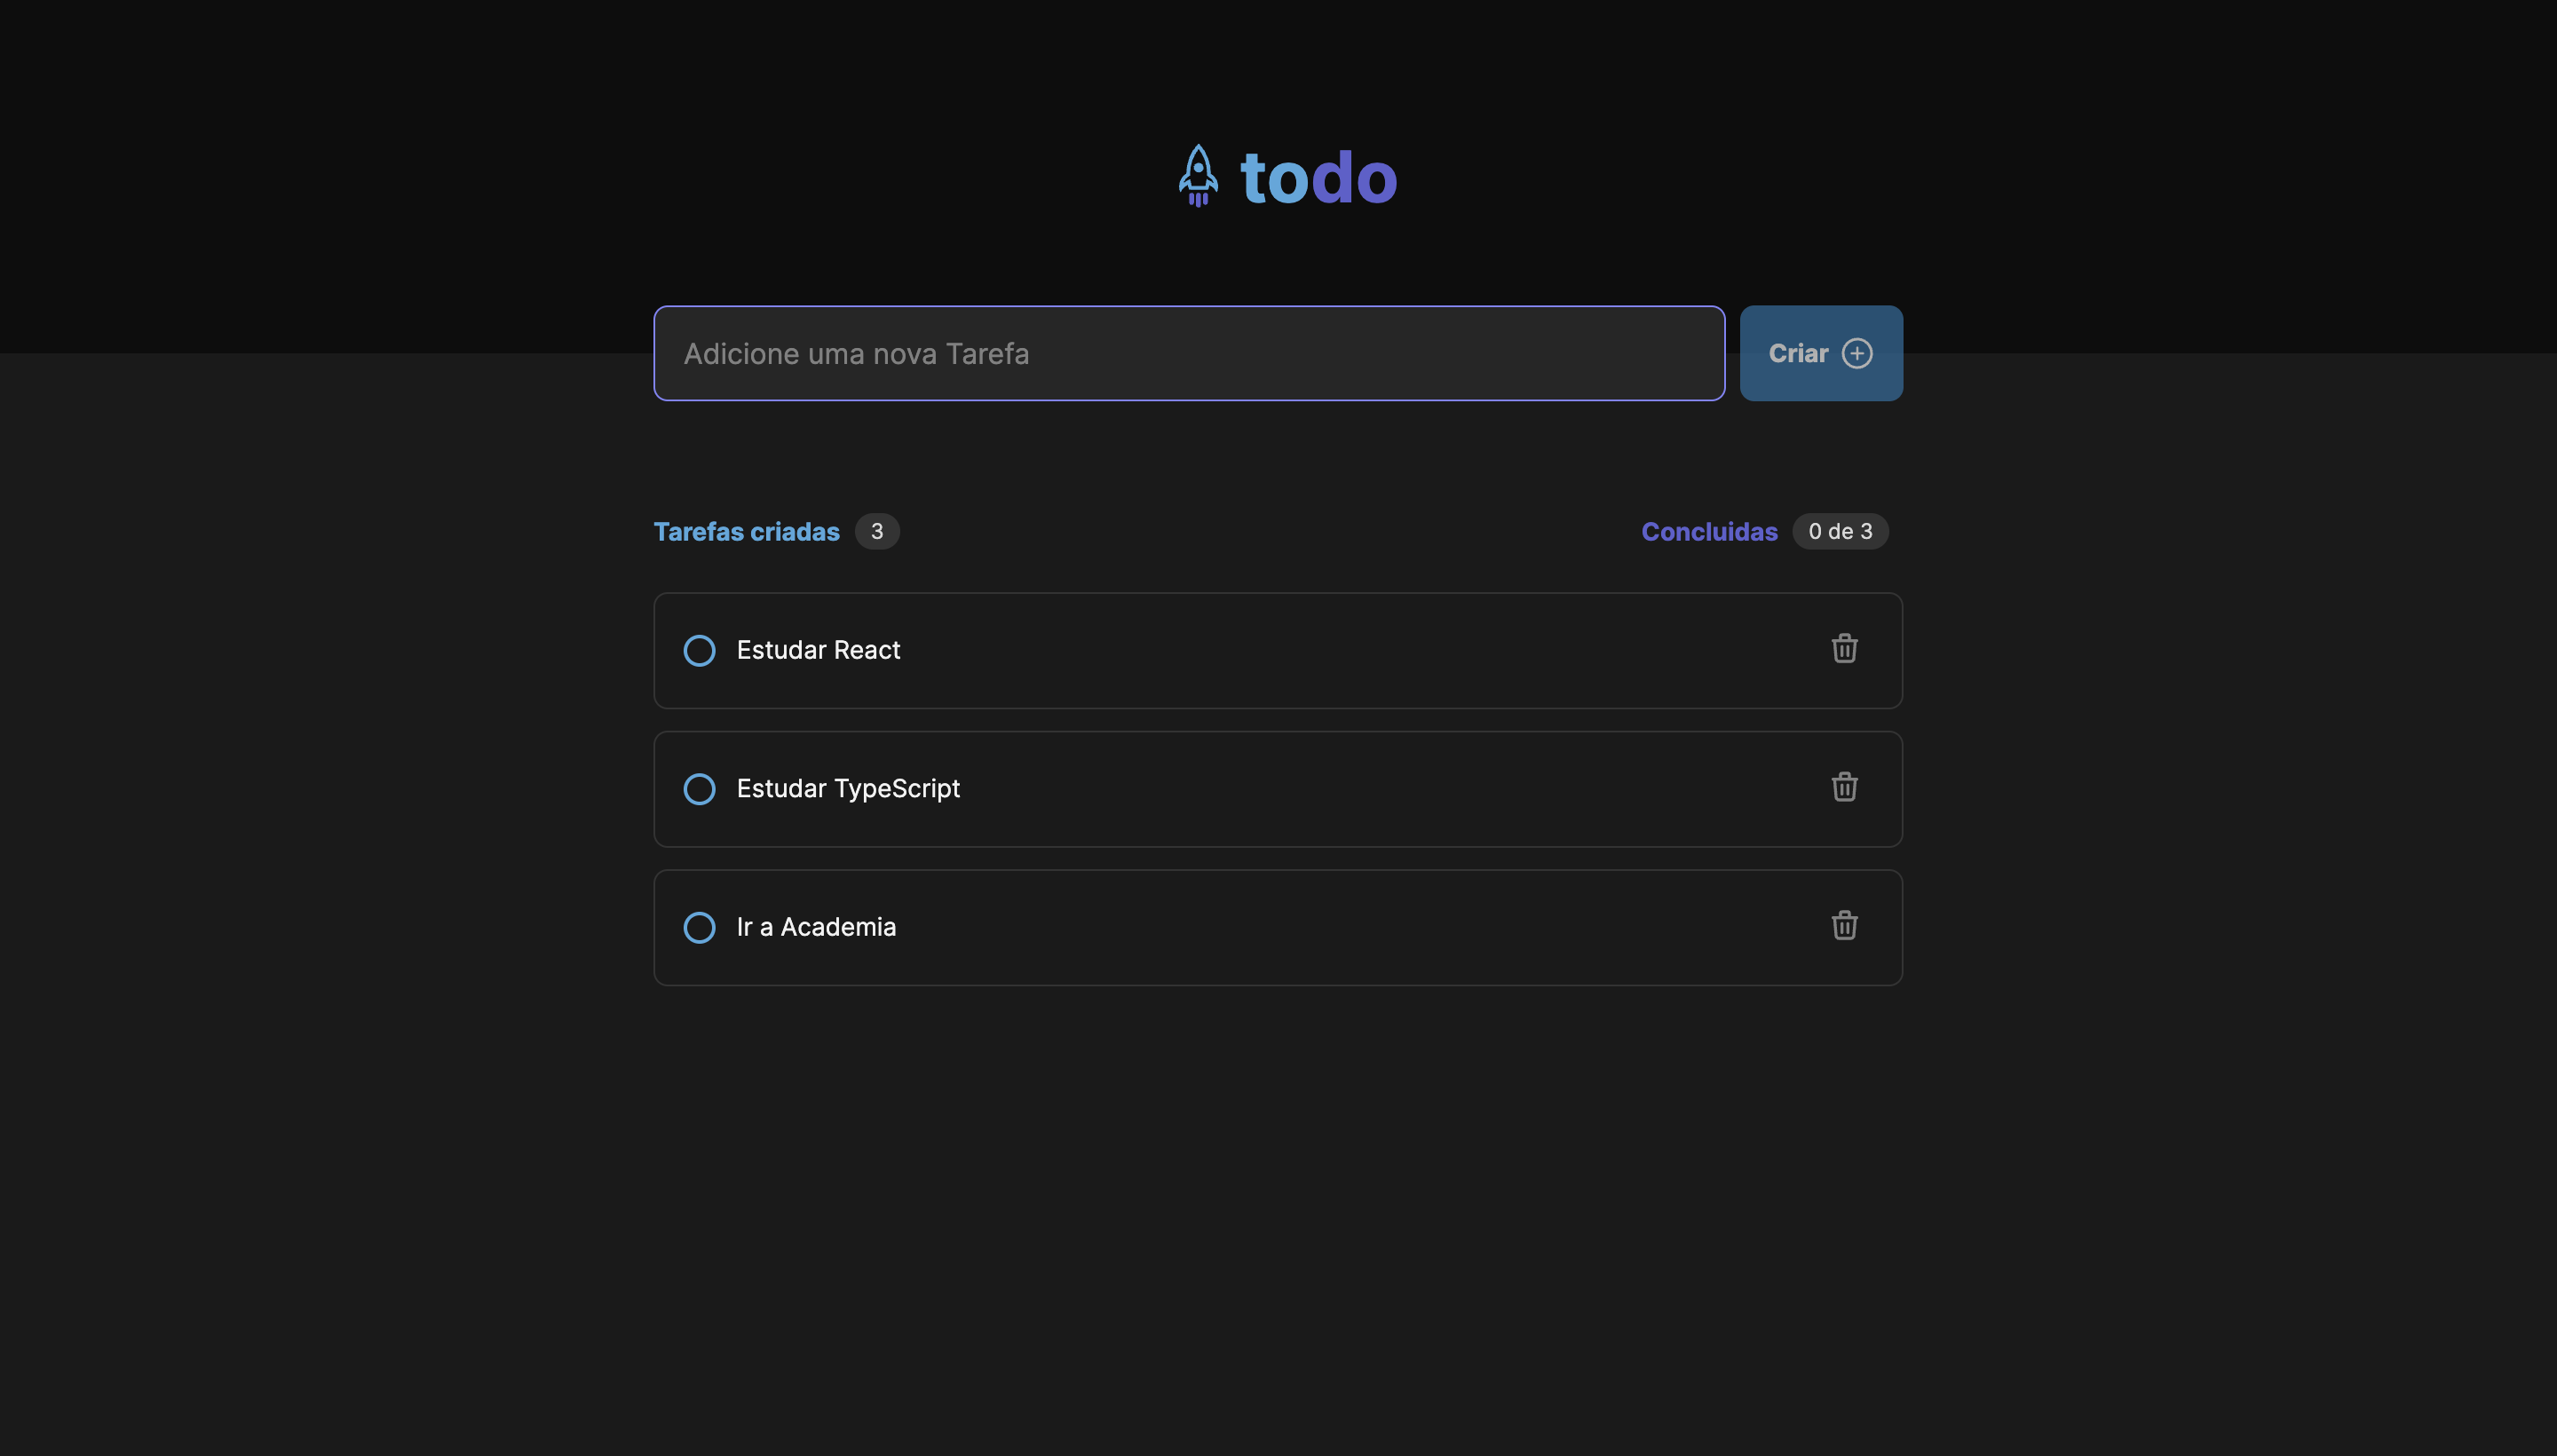 todo
Adicione uma nova Tarefa
Criar
Tarefas criadas 3
Concluidas 0 de 3
Estudar React
Estudar TypeScript
Ir a Academia